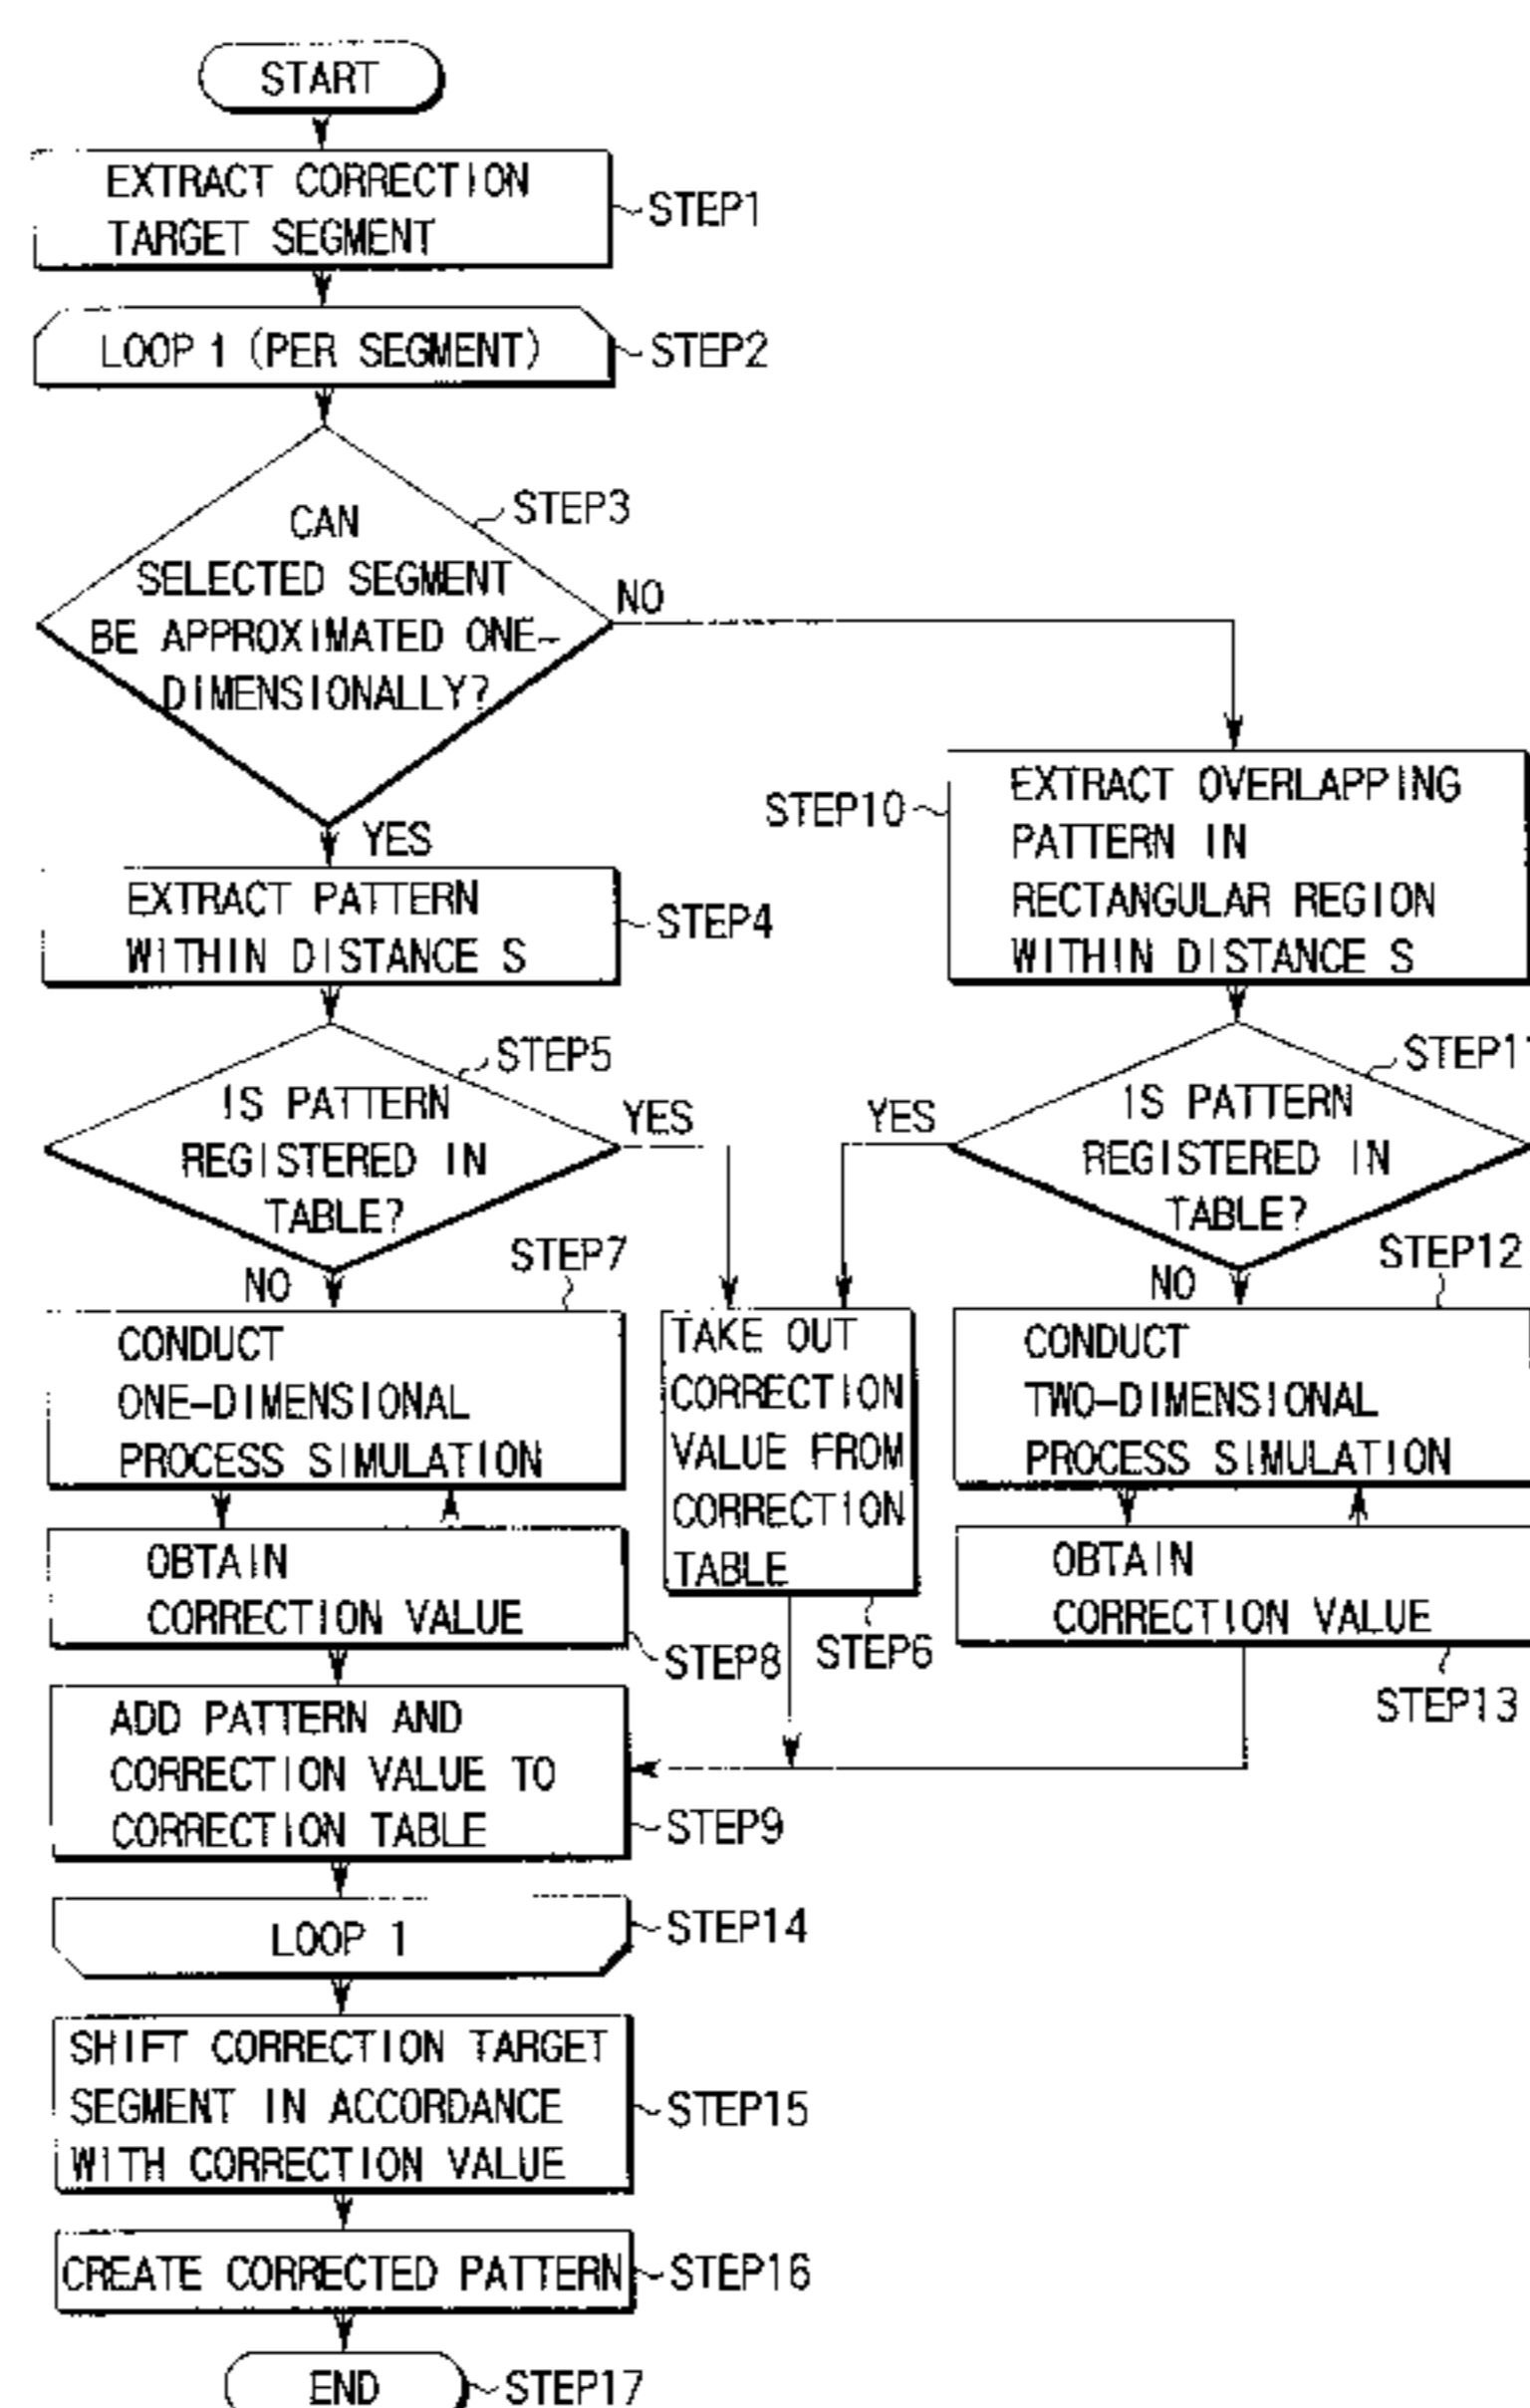 START
EXTRACT CORRECTION
TARGET SEGMENT
STEP1
LOOP 1 (PER SEGMENT)
STEP2
CAN
SELECTED SEGMENT
BE APPROXIMATED ONE-
DIMENSIONALLY?
STEP3
NO
YES
EXTRACT PATTERN
WITHIN DISTANCE S
STEP4
STEP10
EXTRACT OVERLAPPING
PATTERN IN
RECTANGULAR REGION
WITHIN DISTANCE S
STEP5
IS PATTERN
REGISTERED IN
TABLE?
YES
NO
YES
STEP11
IS PATTERN
REGISTERED IN
TABLE?
NO
STEP7
CONDUCT
ONE-DIMENSIONAL
PROCESS SIMULATION
TAKE OUT
CORRECTION
VALUE FROM
CORRECTION
TABLE
STEP6
STEP12
CONDUCT
TWO-DIMENSIONAL
PROCESS SIMULATION
OBTAIN
CORRECTION VALUE
STEP8
OBTAIN
CORRECTION VALUE
STEP13
ADD PATTERN AND
CORRECTION VALUE TO
CORRECTION TABLE
STEP9
LOOP 1
STEP14
SHIFT CORRECTION TARGET
SEGMENT IN ACCORDANCE
WITH CORRECTION VALUE
STEP15
CREATE CORRECTED PATTERN
STEP16
END
STEP17